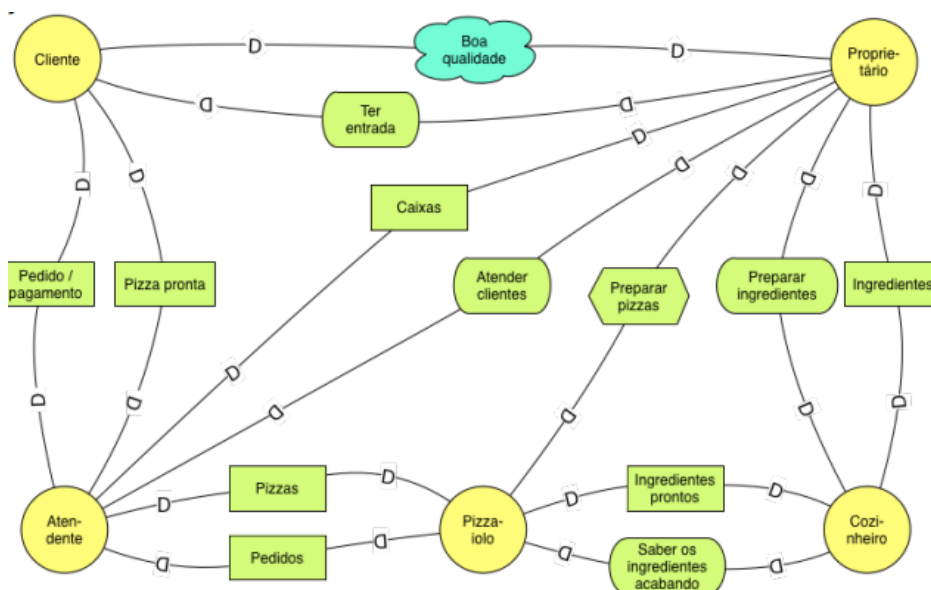 Cliente
D
Boa
qualidade
D
Proprie-
tário
D
Ter
entrada
D
D
D
D
D
D
D
D
D
Caixas
Pedido /
pagamento
Pizza pronta
Atender
clientes
Preparar
pizzas
Preparar
ingredientes
Ingredientes
D
D
D
D
D
D
D
Pizzas
D
D
Ingredientes
prontos
D
D
Aten-
dente
Pizza-
iolo
Cozi-
nheiro
D
Pedidos
D
D
Saber os
ingredientes
acabando
D